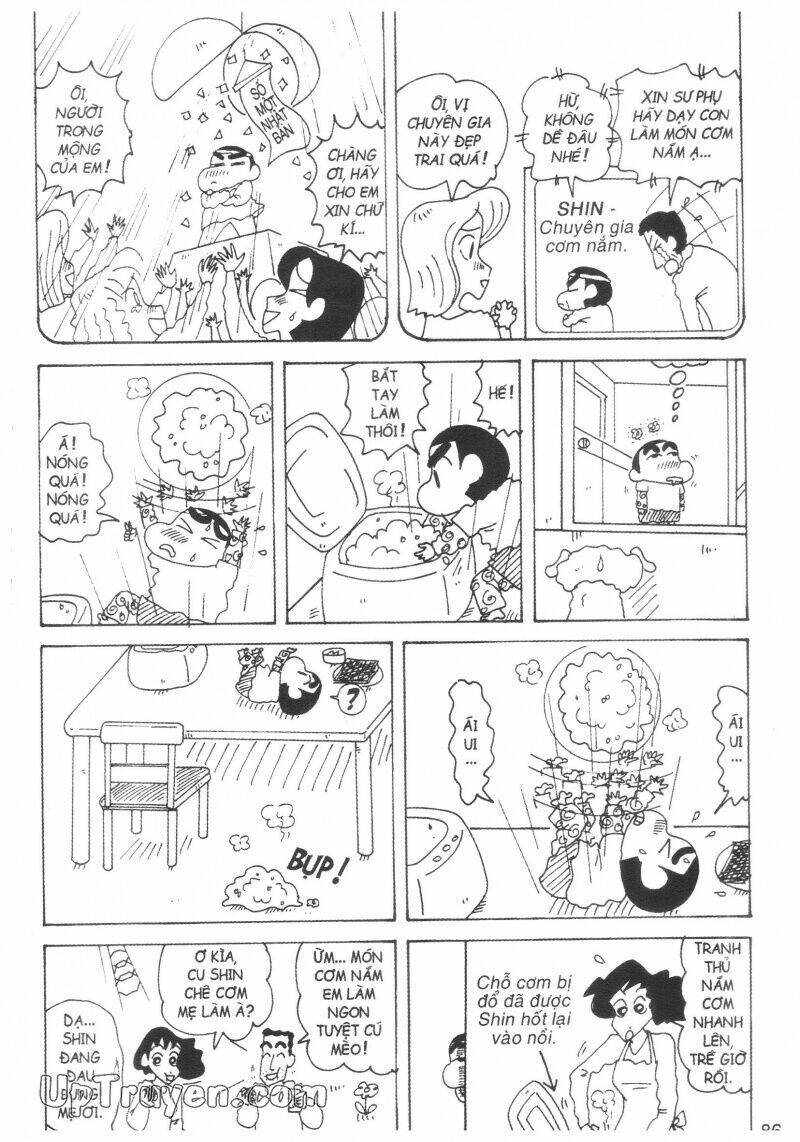 XIN SƯ PHỤ
HÃY DẠY CON
LÀM MÓN CƠM
NẮM Ạ...
HỪ,
KHÔNG
DỄ ĐÂU
NHÉ!
SHIN -
Chuyên gia
cơm nắm.
ÔI, VỊ
CHUYÊN GIA
NÀY ĐẸP
TRAI QUÁ!
SỐ
MỘT
NHẬT
BẢN
CHÀNG
ƠI, HÃY
CHO EM
XIN CHỮ
KÍ...
ÔI,
NGƯỜI
TRONG
MỘNG
CỦA EM!
HẾ!
BẮT
TAY
LÀM
THÔI!
Á!
NÓNG
QUÁ!
NÓNG
QUÁ!
ÁI
UI
...
ÁI
UI
...
?
BỤP!
TRANH
THỦ
NẮM
CƠM
NHANH
LÊN,
TRỄ GIỜ
RỒI.
Chỗ cơm bị
đổ đã được
Shin hốt lại
vào nồi.
ỪM... MÓN
CƠM NẮM
EM LÀM
NGON
TUYỆT CÚ
MÈO!
Ơ KÌA,
CU SHIN
CHÊ CƠM
MẸ LÀM À?
DẠ...
SHIN
ĐANG
ĐAU
BỤNG
MẸ ƠI.
UnTruyen.com
86